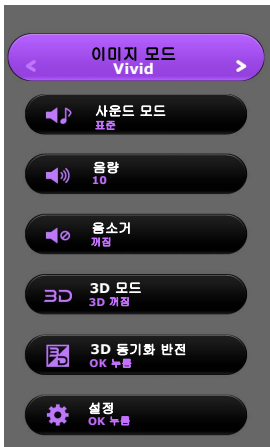 이미지 모드
Vivid
사운드 모드
표준
음량
10
음소거
꺼짐
3D 모드
3D 꺼짐
3D 동기화 반전
OK 누름
설정
OK 누름